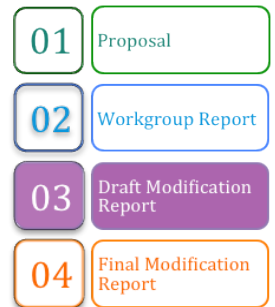 01
Proposal
02
Workgroup Report
03
Draft Modification
Report
04
Final Modification
Report